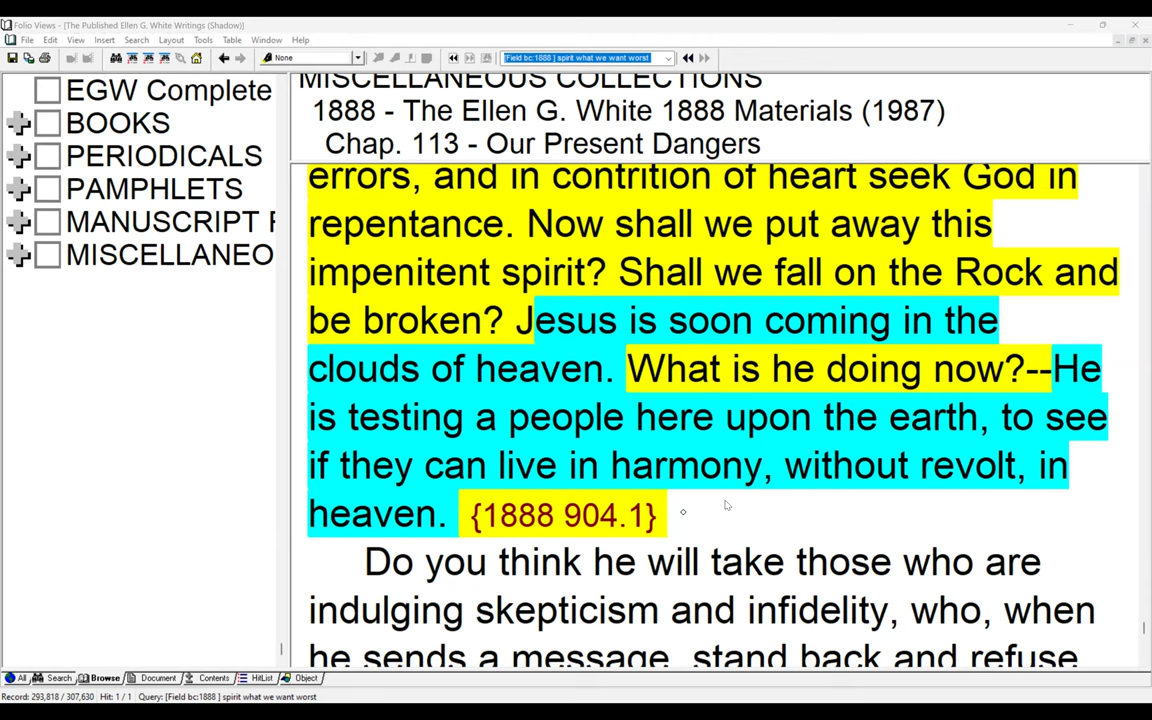 Folio Views - [The Published Ellen G. White Writings (Shadow)]
File Edit View Insert Search Layout Tools Table Window Help
None
[Field bc:1888 ] spirit what we want worst
EGW Complete
BOOKS
PERIODICALS
PAMPHLETS
MANUSCRIPT
MISCELLANEO
MISCELLANEOUS COLLECTIONS
1888 - The Ellen G. White 1888 Materials (1987)
Chap. 113 - Our Present Dangers
errors, and in contrition of heart seek God in
repentance. Now shall we put away this
impenitent spirit? Shall we fall on the Rock and
be broken? Jesus is soon coming in the
clouds of heaven. What is he doing now?--He
is testing a people here upon the earth, to see
if they can live in harmony, without revolt, in
heaven. {1888 904.1}
Do you think he will take those who are
indulging skepticism and infidelity, who, when
he sends a message, stand back and refuse
All Search Browse Document Contents HitList Object
Record: 293,818 / 307,630 Hit: 1 / 1 Query: [Field bc:1888 ] spirit what we want worst